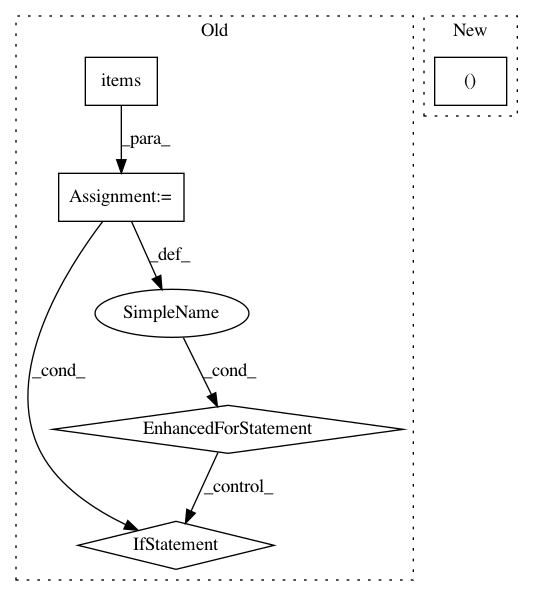 Old
New
items
()
_para_
Assignment:=
_def_
SimpleName
_cond_
_cond_
EnhancedForStatement
_control_
IfStatement